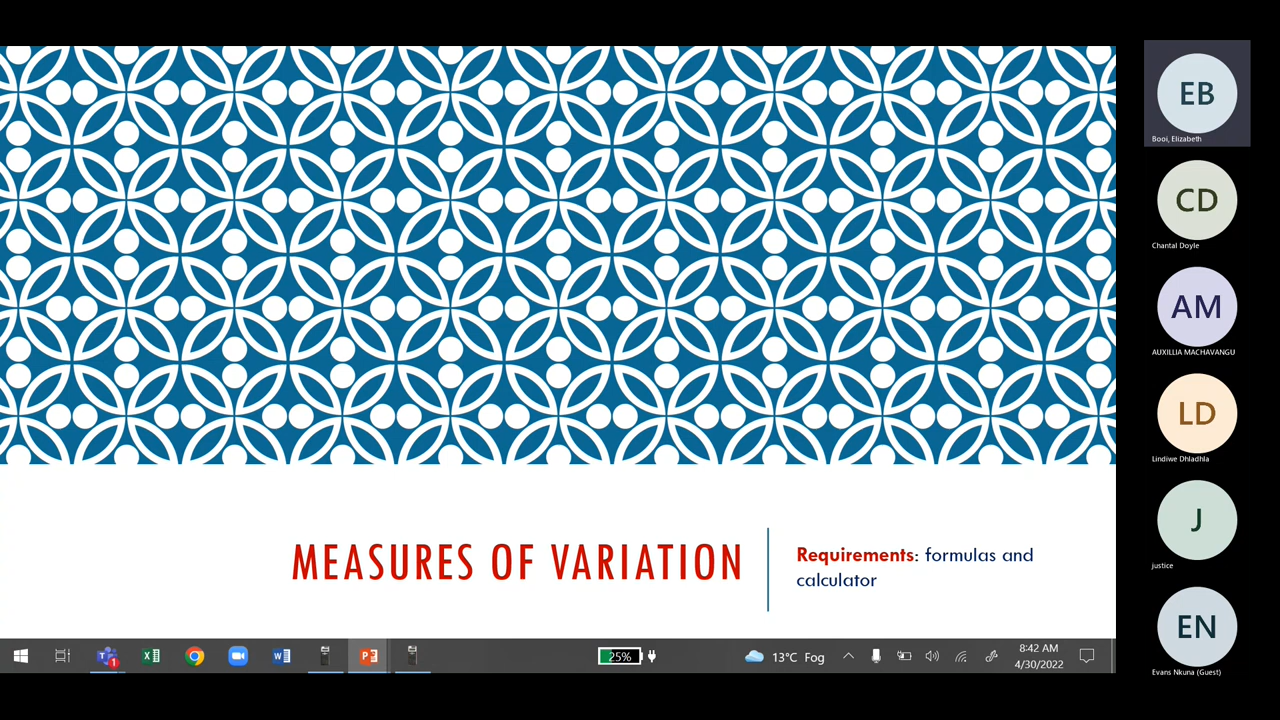 MEASURES OF VARIATION
Requirements: formulas and
calculator
EB
Booi, Elizabeth
CD
Chantal Doyle
AM
AUXILLIA MACHAVANGU
LD
Lindiwe Dhladhla
J
justice
EN
Evans Nkuna (Guest)
1
25%
13°C Fog
8:42 AM
4/30/2022